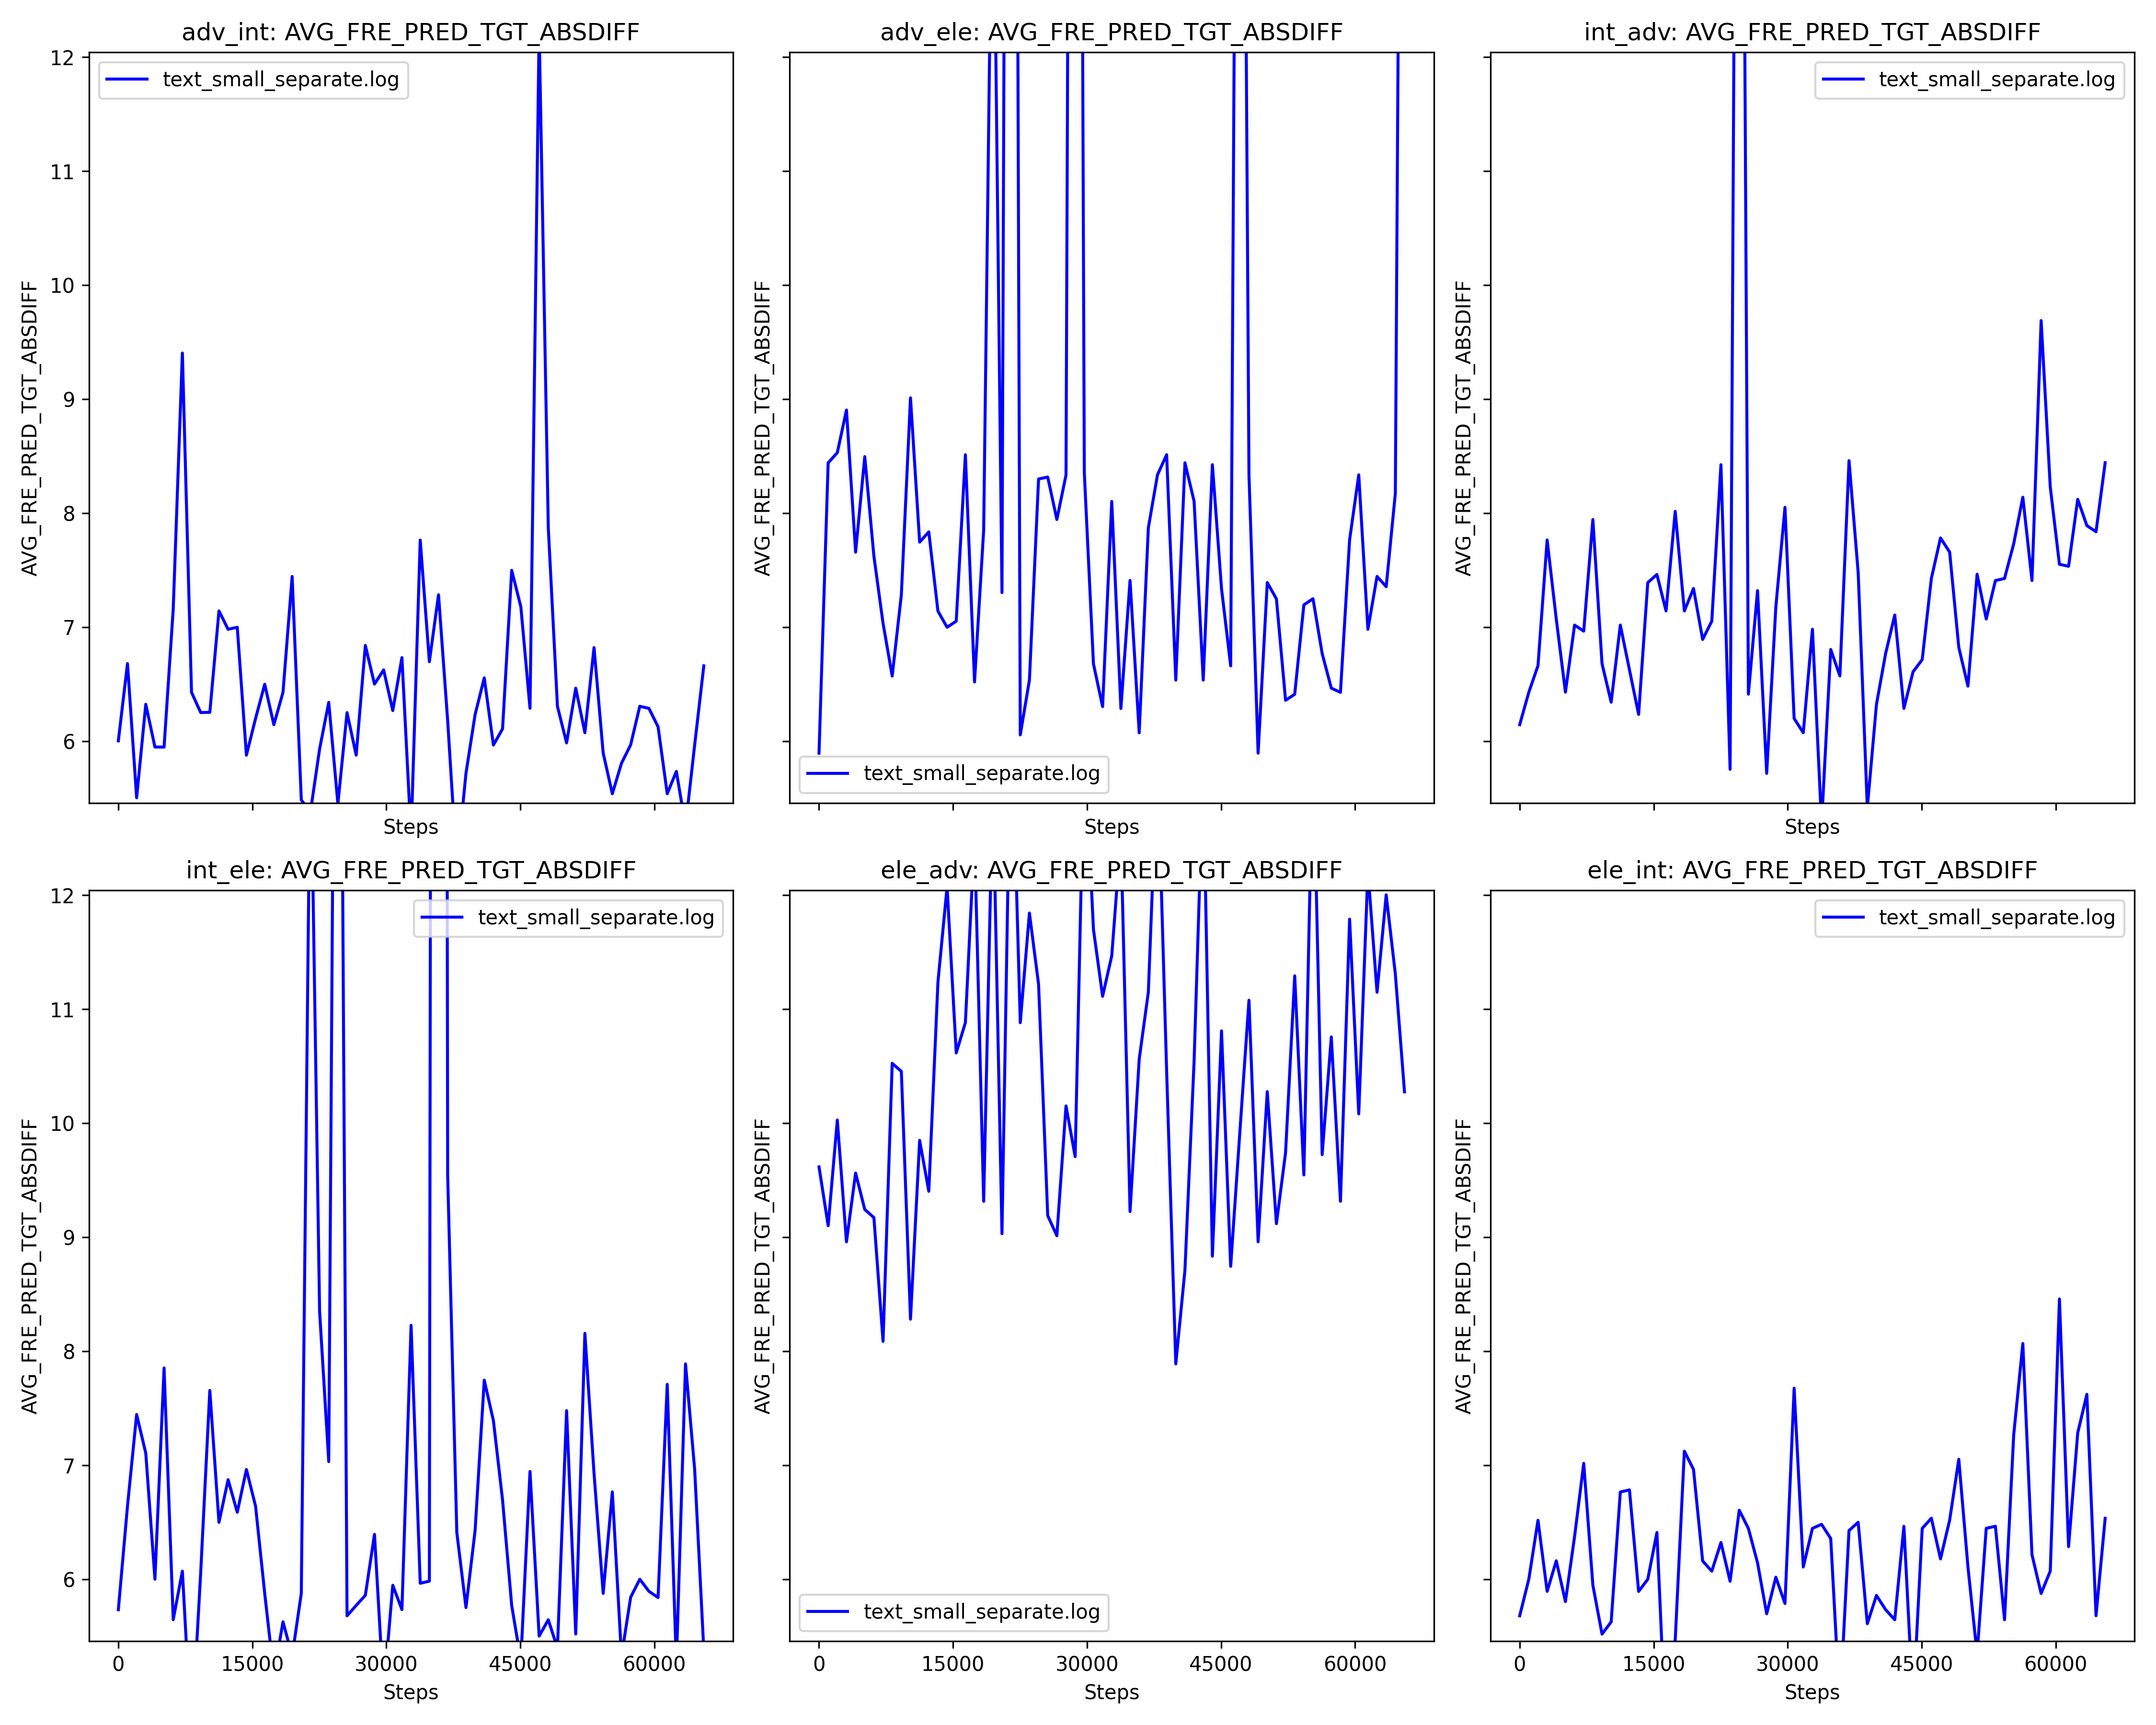 adv_int: AVG_FRE_PRED_TGT_ABSDIFF
AVG_FRE_PRED_TGT_ABSDIFF
12
11
10
9
8
7
6
text_small_separate.log
Steps
adv_ele: AVG_FRE_PRED_TGT_ABSDIFF
AVG_FRE_PRED_TGT_ABSDIFF
text_small_separate.log
Steps
int_adv: AVG_FRE_PRED_TGT_ABSDIFF
AVG_FRE_PRED_TGT_ABSDIFF
text_small_separate.log
Steps
int_ele: AVG_FRE_PRED_TGT_ABSDIFF
AVG_FRE_PRED_TGT_ABSDIFF
12
11
10
9
8
7
6
text_small_separate.log
0 15000 30000 45000 60000
Steps
ele_adv: AVG_FRE_PRED_TGT_ABSDIFF
AVG_FRE_PRED_TGT_ABSDIFF
text_small_separate.log
0 15000 30000 45000 60000
Steps
ele_int: AVG_FRE_PRED_TGT_ABSDIFF
AVG_FRE_PRED_TGT_ABSDIFF
text_small_separate.log
0 15000 30000 45000 60000
Steps